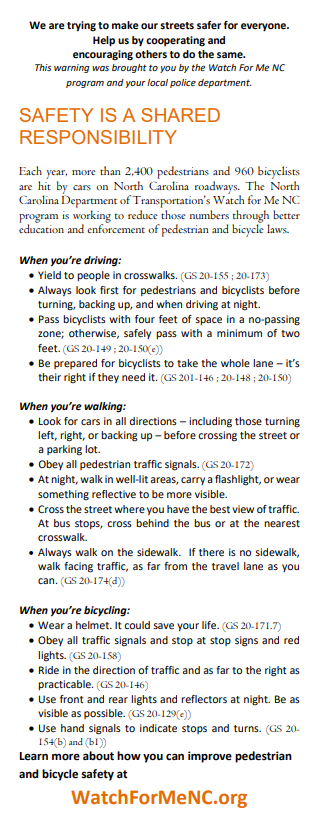 We are trying to make our streets safer for everyone.
Help us by cooperating and
encouraging others to do the same.
This warning was brought to you by the Watch For Me NC
program and your local police department.
SAFETY IS A SHARED
RESPONSIBILITY
Each year, more than 2,400 pedestrians and 960 bicyclists
are hit by cars on North Carolina roadways. The North
Carolina Department of Transportation's Watch for Me NC
program is working to reduce those numbers through better
education and enforcement of pedestrian and bicycle laws.
When you're driving:
• Yield to people in crosswalks. (GS 20-155 ; 20-173)
• Always look first for pedestrians and bicyclists before
turning, backing up, and when driving at night.
• Pass bicyclists with four feet of space in a no-passing
zone; otherwise, safely pass with a minimum of two
feet. (GS 20-149 ; 20-150(e))
• Be prepared for bicyclists to take the whole lane – it's
their right if they need it. (GS 201-146 ; 20-148 ; 20-150)
When you're walking:
• Look for cars in all directions – including those turning
left, right, or backing up – before crossing the street or
a parking lot.
• Obey all pedestrian traffic signals. (GS 20-172)
• At night, walk in well-lit areas, carry a flashlight, or wear
something reflective to be more visible.
• Cross the street where you have the best view of traffic.
At bus stops, cross behind the bus or at the nearest
crosswalk.
• Always walk on the sidewalk. If there is no sidewalk,
walk facing traffic, as far from the travel lane as you
can. (GS 20-174(d))
When you're bicycling:
• Wear a helmet. It could save your life. (GS 20-171.7)
• Obey all traffic signals and stop at stop signs and red
lights. (GS 20-158)
• Ride in the direction of traffic and as far to the right as
practicable. (GS 20-146)
• Use front and rear lights and reflectors at night. Be as
visible as possible. (GS 20-129(e))
• Use hand signals to indicate stops and turns. (GS 20-
154(b) and (b1))
Learn more about how you can improve pedestrian
and bicycle safety at
WatchForMeNC.org